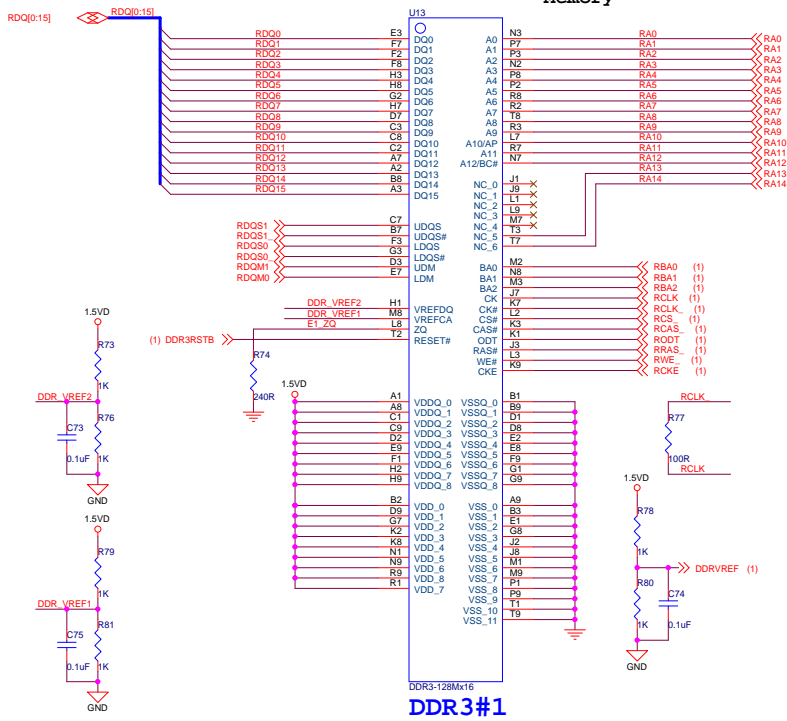 Memory
U13
RDQ[0:15] RDQ[0:15]
RDQ0 E3 DQ0 A0 N3 RA0 RA0
RDQ1 F7 DQ1 A1 P7 RA1 RA1
RDQ2 F2 DQ2 A2 P3 RA2 RA2
RDQ3 F8 DQ3 A3 N2 RA3 RA3
RDQ4 H3 DQ4 A4 P8 RA4 RA4
RDQ5 H8 DQ5 A5 P2 RA5 RA5
RDQ6 G2 DQ6 A6 R8 RA6 RA6
RDQ7 H7 DQ7 A7 R2 RA7 RA7
RDQ8 D7 DQ8 A8 T8 RA8 RA8
RDQ9 C3 DQ9 A9 R3 RA9 RA9
RDQ10 C8 DQ10 A10/AP L7 RA10 RA10
RDQ11 C2 DQ11 A11 R7 RA11 RA11
RDQ12 A7 DQ12 A12/BC# N7 RA12 RA12
RDQ13 A2 DQ13 RA13 RA13
RDQ14 B8 DQ14 NC_0 J1 RA14 RA14
RDQ15 A3 DQ15 NC_1 J9
NC_2 L1
NC_3 L9
NC_4 M7
RDQS1 C7 UDQS NC_5 T3
RDQS1_ B7 UDQS# NC_6 T7
RDQS0 F3 LDQS
RDQS0_ G3 LDQS#
RDQM1 D3 UDM BA0 M2 RBA0 (1)
RDQM0 E7 LDM BA1 N8 RBA1 (1)
BA2 M3 RBA2 (1)
CK J7 RCLK (1)
DDR_VREF2 H1 VREFDQ CK# K7 RCLK_ (1)
DDR_VREF1 M8 VREFCA CS# L2 RCS_ (1)
E1_ZQ L8 ZQ CAS# K3 RCAS_ (1)
(1) DDR3RSTB T2 RESET# ODT K1 RODT (1)
RAS# J3 RRAS_ (1)
WE# L3 RWE_ (1)
CKE K9 RCKE (1)
1.5VD
R73
1K
DDR_VREF2
R76
1K
C73
0.1uF
GND
R74
240R
1.5VD
A1 VDDQ_0 VSSQ_0 B1
A8 VDDQ_1 VSSQ_1 B9
C1 VDDQ_2 VSSQ_2 D1
C9 VDDQ_3 VSSQ_3 D8
D2 VDDQ_4 VSSQ_4 E2
E9 VDDQ_5 VSSQ_5 E8
F1 VDDQ_6 VSSQ_6 F9
H2 VDDQ_7 VSSQ_7 G1
H9 VDDQ_8 VSSQ_8 G9
B2 VDD_0 VSS_0 A9
D9 VDD_1 VSS_1 B3
G7 VDD_2 VSS_2 E1
K2 VDD_3 VSS_3 G8
K8 VDD_4 VSS_4 J2
N1 VDD_5 VSS_5 J8
N9 VDD_6 VSS_6 M1
R9 VDD_8 VSS_7 M9
R1 VDD_7 VSS_8 P1
VSS_9 P9
VSS_10 T1
VSS_11 T9
RCLK_
R77
100R
RCLK
1.5VD
R78
1K
DDRVREF (1)
R80
1K
C74
0.1uF
GND
1.5VD
R79
1K
DDR_VREF1
R81
1K
C75
0.1uF
GND
DDR3-128Mx16
DDR3#1